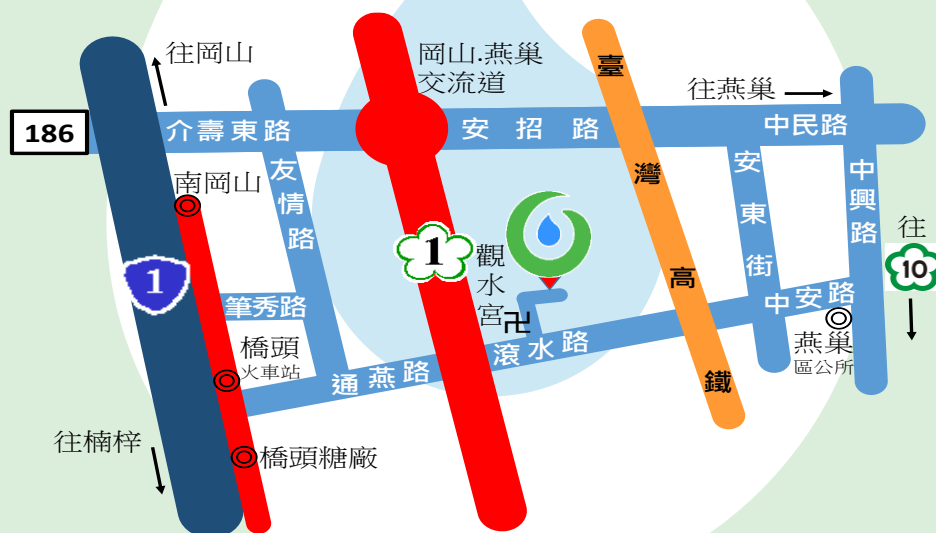 往岡山
岡山.燕巢
交流道
臺灣高鐵
往燕巢
186
介壽東路
安招路
中民路
南岡山
友情路
安東街
中興路
往
10
1
1
觀水宮
卍
筆秀路
中安路
滾水路
橋頭
火車站
通燕路
燕巢
區公所
往楠梓
橋頭糖廠